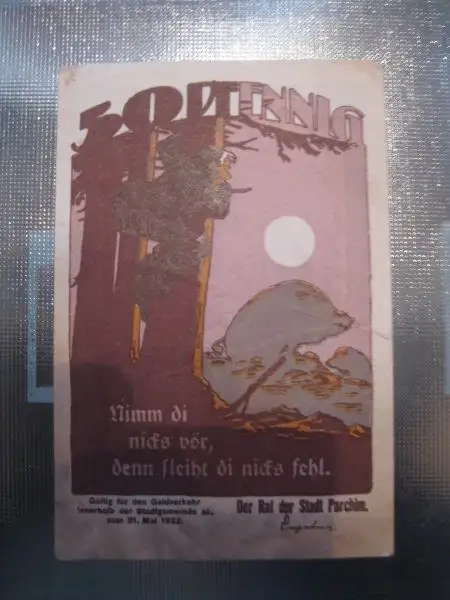 50 PFENNIG
Nimm di
nicks vör,
denn sleiht di nicks fehl.
Gültig für den Geldverkehr
innerhalb der Stadtgemeinde bis
zum 31. Mai 1922.
Der Rat der Stadt Parchim.